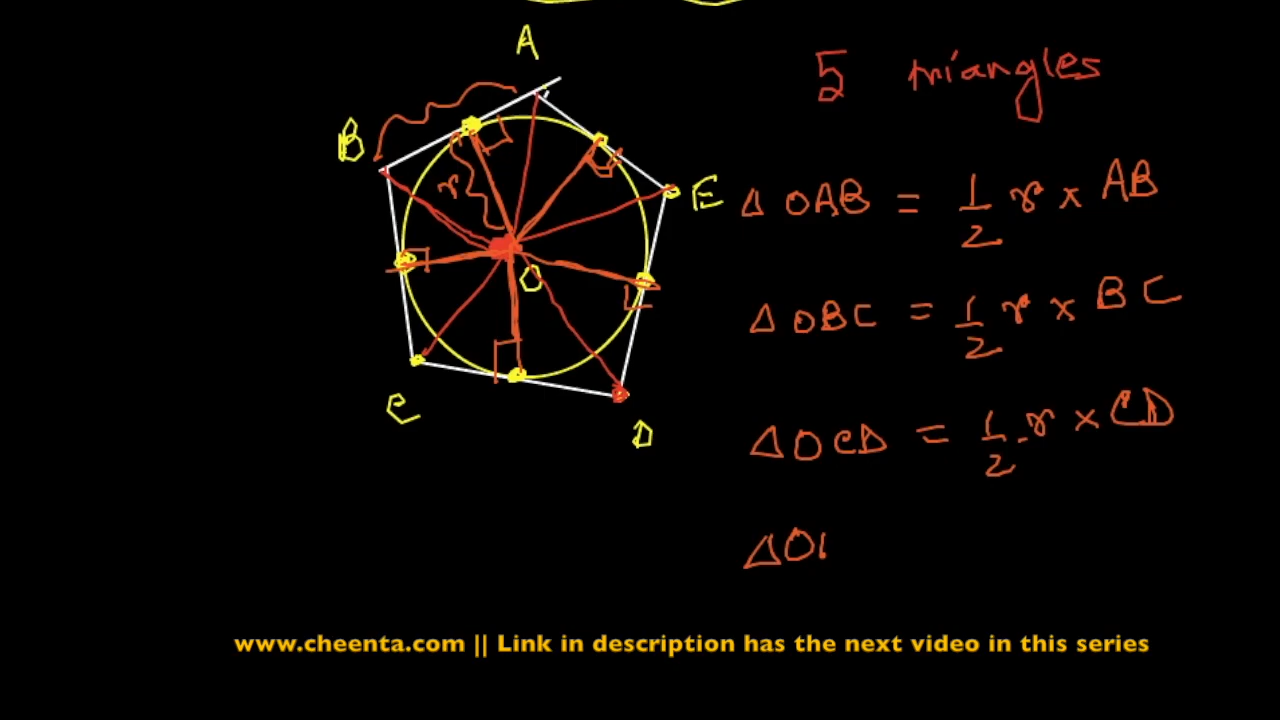 A
5 triangles
B
r
E
Δ OAB = 1/2 r × AB
O
Δ OBC = 1/2 r × BC
C
D
Δ OCD = 1/2 . r × CD
Δ O
www.cheenta.com || Link in description has the next video in this series